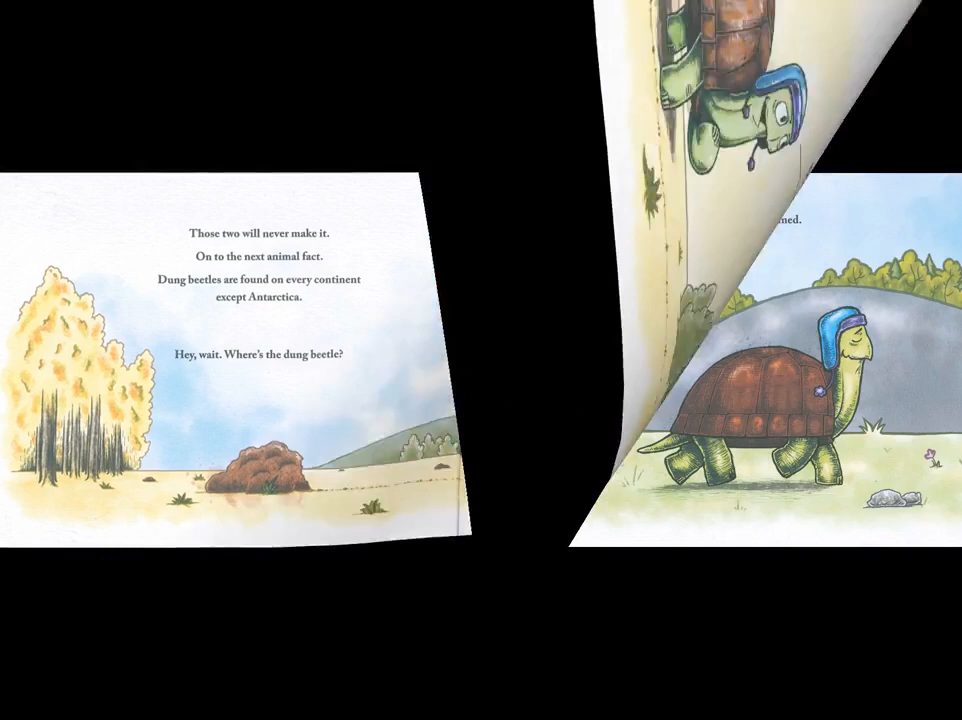 Those two will never make it.
On to the next animal fact.
Dung beetles are found on every continent
except Antarctica.
Hey, wait. Where's the dung beetle?